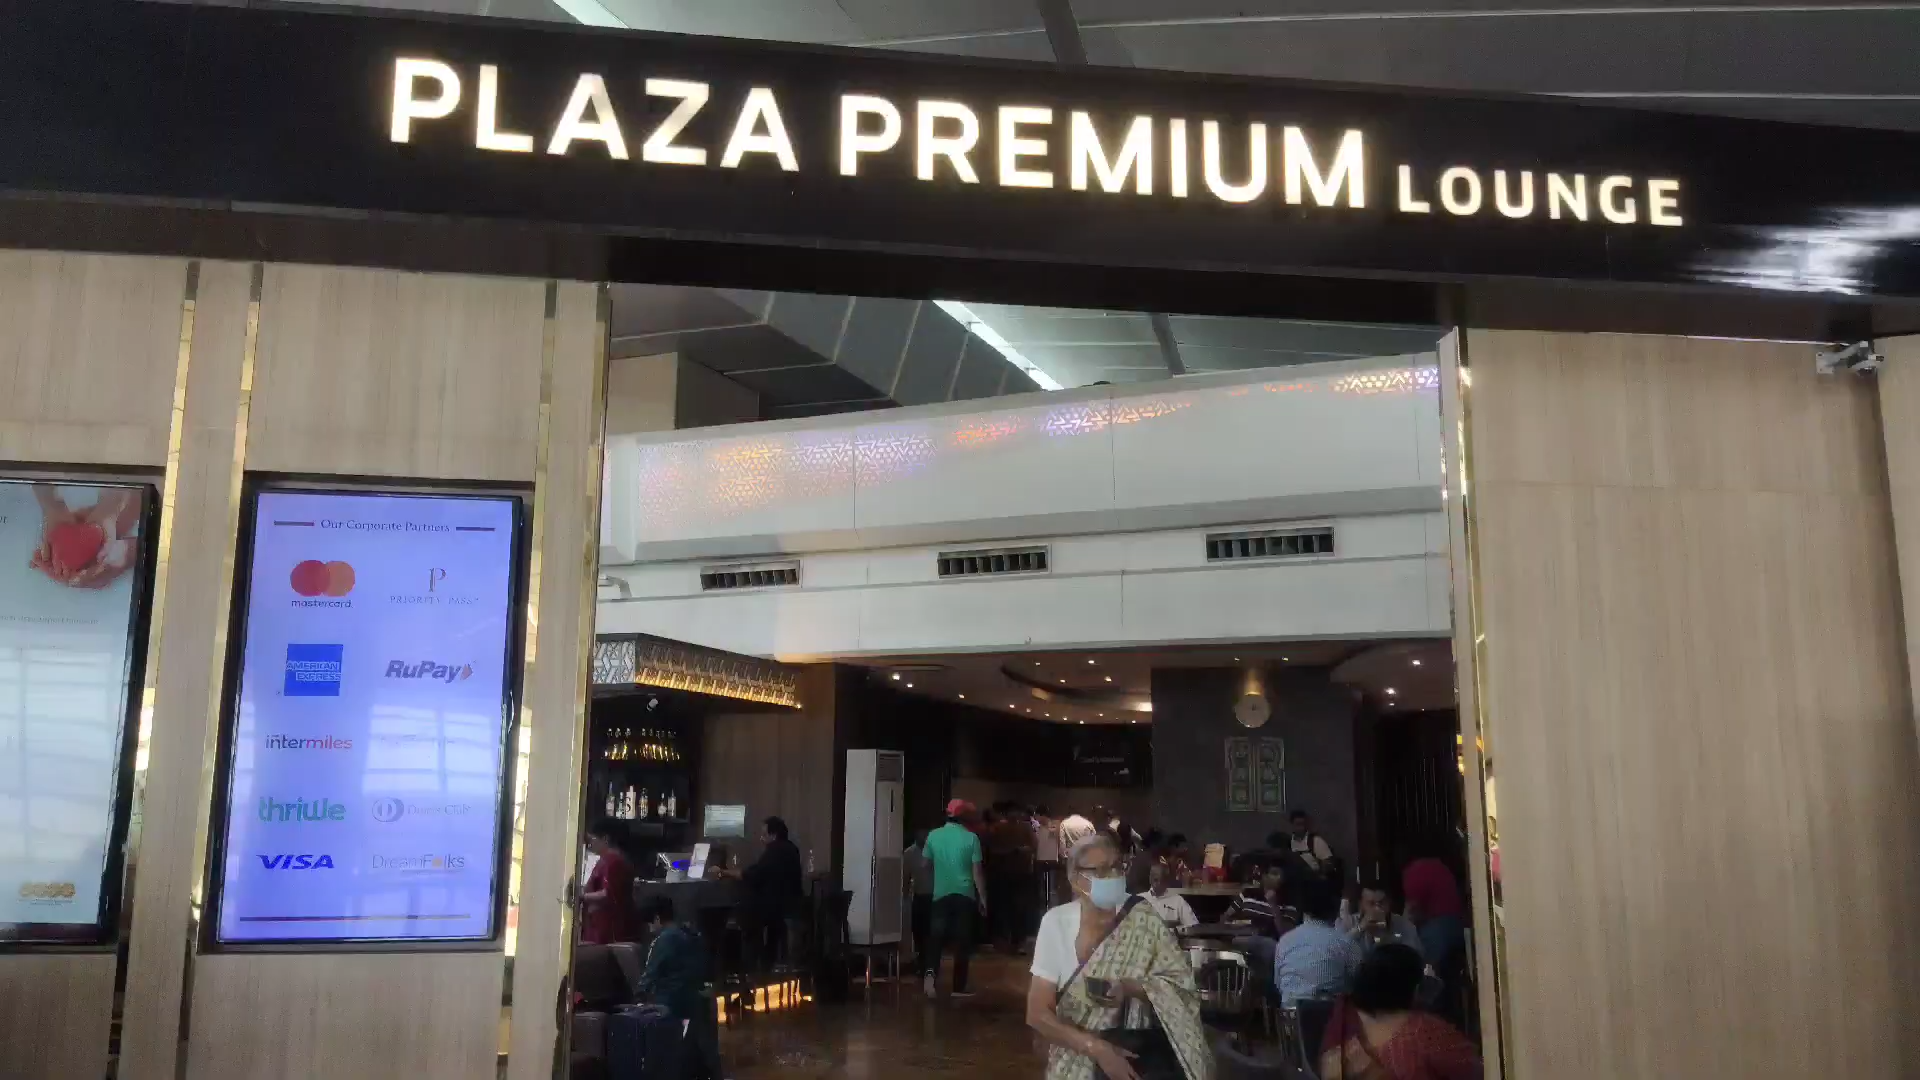 PLAZA PREMIUM LOUNGE
Our Corporate Partners
mastercard
PRIORITY PASS
AMERICAN EXPRESS
RuPay
intermiles
thriwe
Diners Club
VISA
DreamFolks